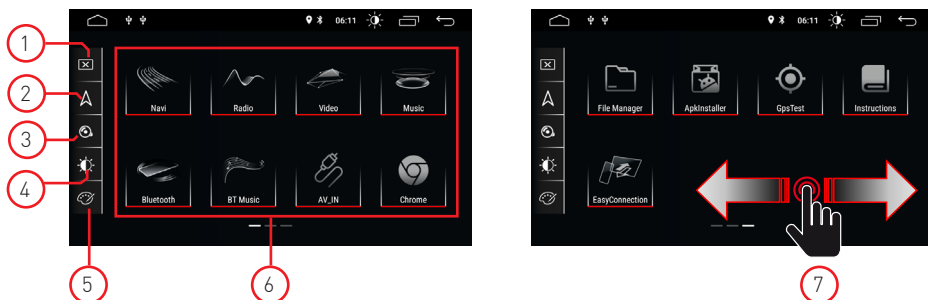 06:11
06:11
1
2
3
4
5
Navi Radio Video Music
Bluetooth BT Music AV_IN Chrome
6
File Manager ApkInstaller GpsTest Instructions
EasyConnection
7